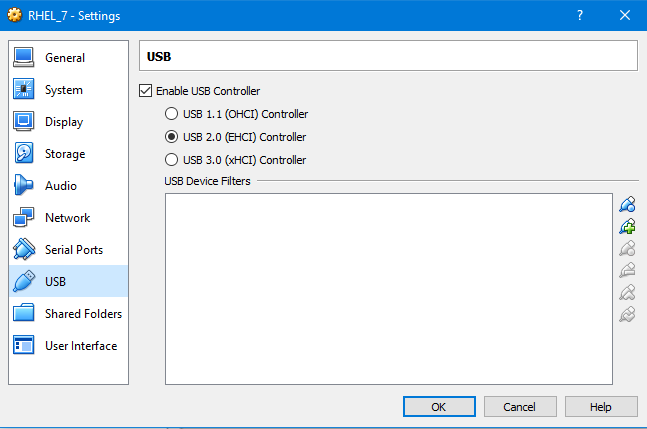 RHEL_7 - Settings
?
General
System
Display
Storage
Audio
Network
Serial Ports
USB
Shared Folders
User Interface
USB
Enable USB Controller
USB 1.1 (OHCI) Controller
USB 2.0 (EHCI) Controller
USB 3.0 (xHCI) Controller
USB Device Filters
OK
Cancel
Help